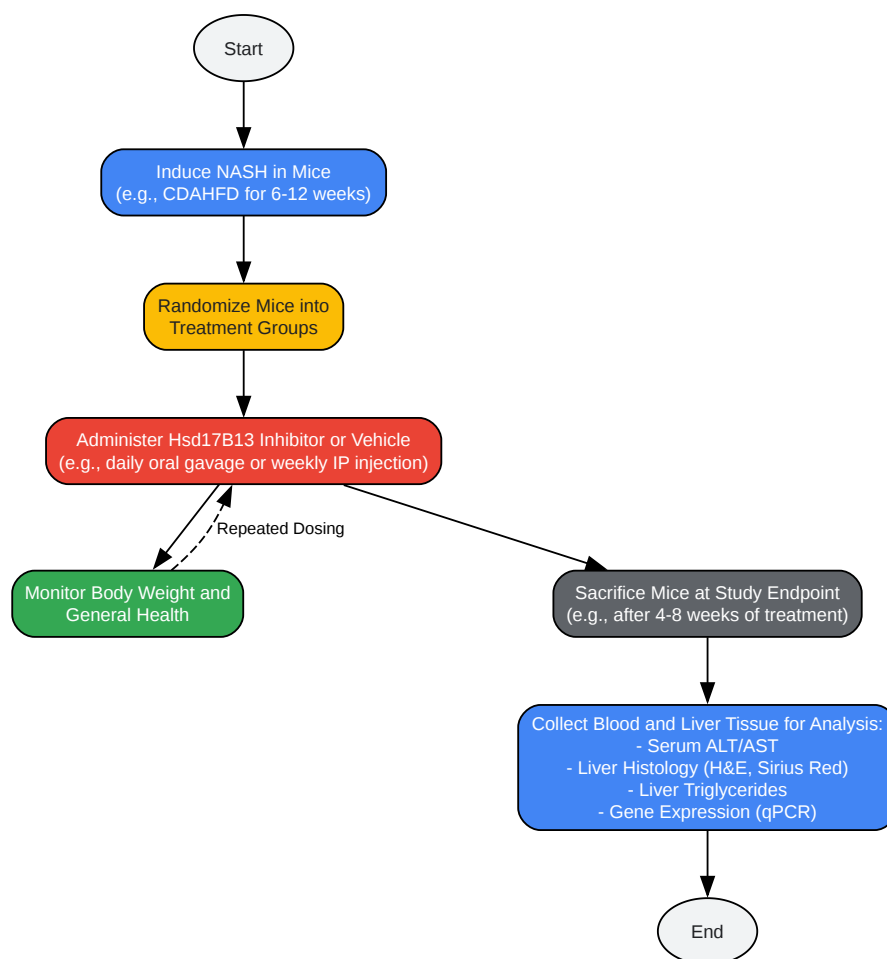 Start
Induce NASH in Mice
(e.g., CDAHFD for 6-12 weeks)
Randomize Mice into
Treatment Groups
Administer Hsd17B13 Inhibitor or Vehicle
(e.g., daily oral gavage or weekly IP injection)
Repeated Dosing
Monitor Body Weight and
General Health
Sacrifice Mice at Study Endpoint
(e.g., after 4-8 weeks of treatment)
Collect Blood and Liver Tissue for Analysis:
- Serum ALT/AST
- Liver Histology (H&E, Sirius Red)
- Liver Triglycerides
- Gene Expression (qPCR)
End